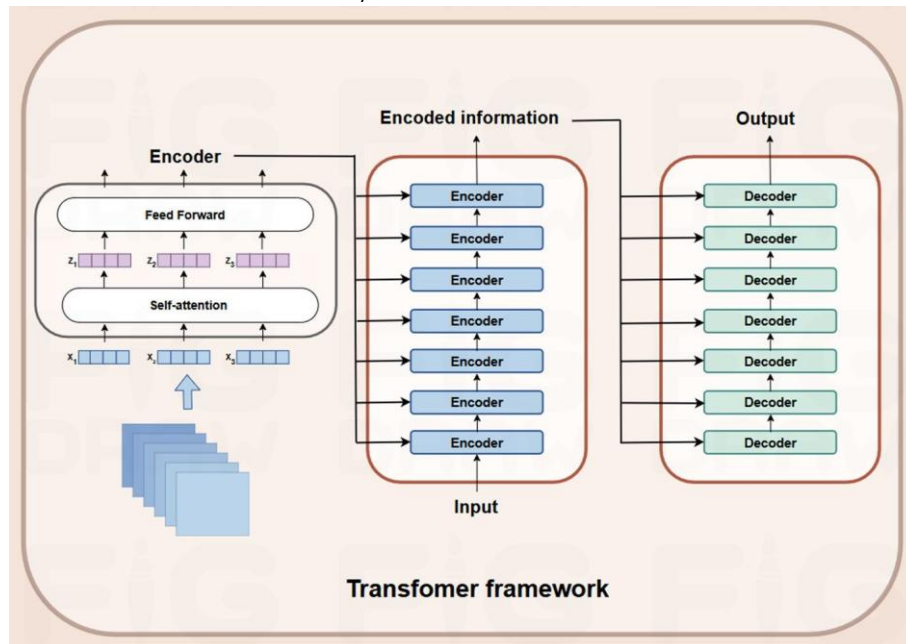 Encoded information
Output
Encoder
Feed Forward
z1
z2
z3
Self-attention
x1
x3
Encoder
Encoder
Encoder
Encoder
Encoder
Encoder
Encoder
Input
Decoder
Decoder
Decoder
Decoder
Decoder
Decoder
Decoder
Transfomer framework